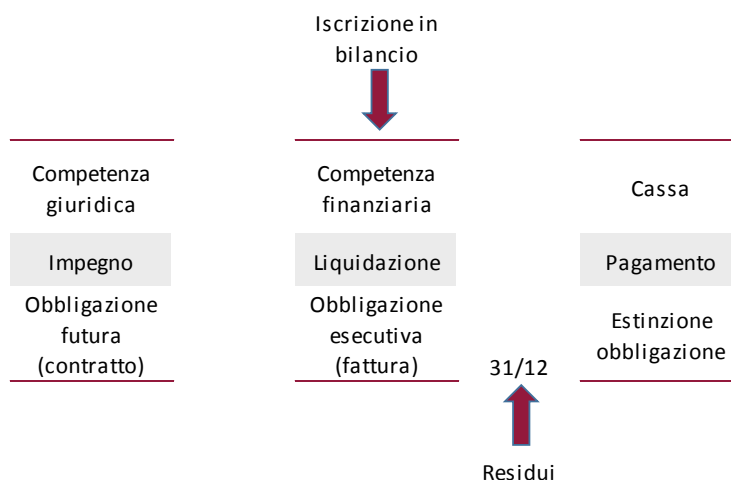 Iscrizione in
bilancio
Competenza
giuridica
Impegno
Obbligazione
futura
(contratto)
Competenza
finanziaria
Liquidazione
Obbligazione
esecutiva
(fattura)
31/12
Residui
Cassa
Pagamento
Estinzione
obbligazione